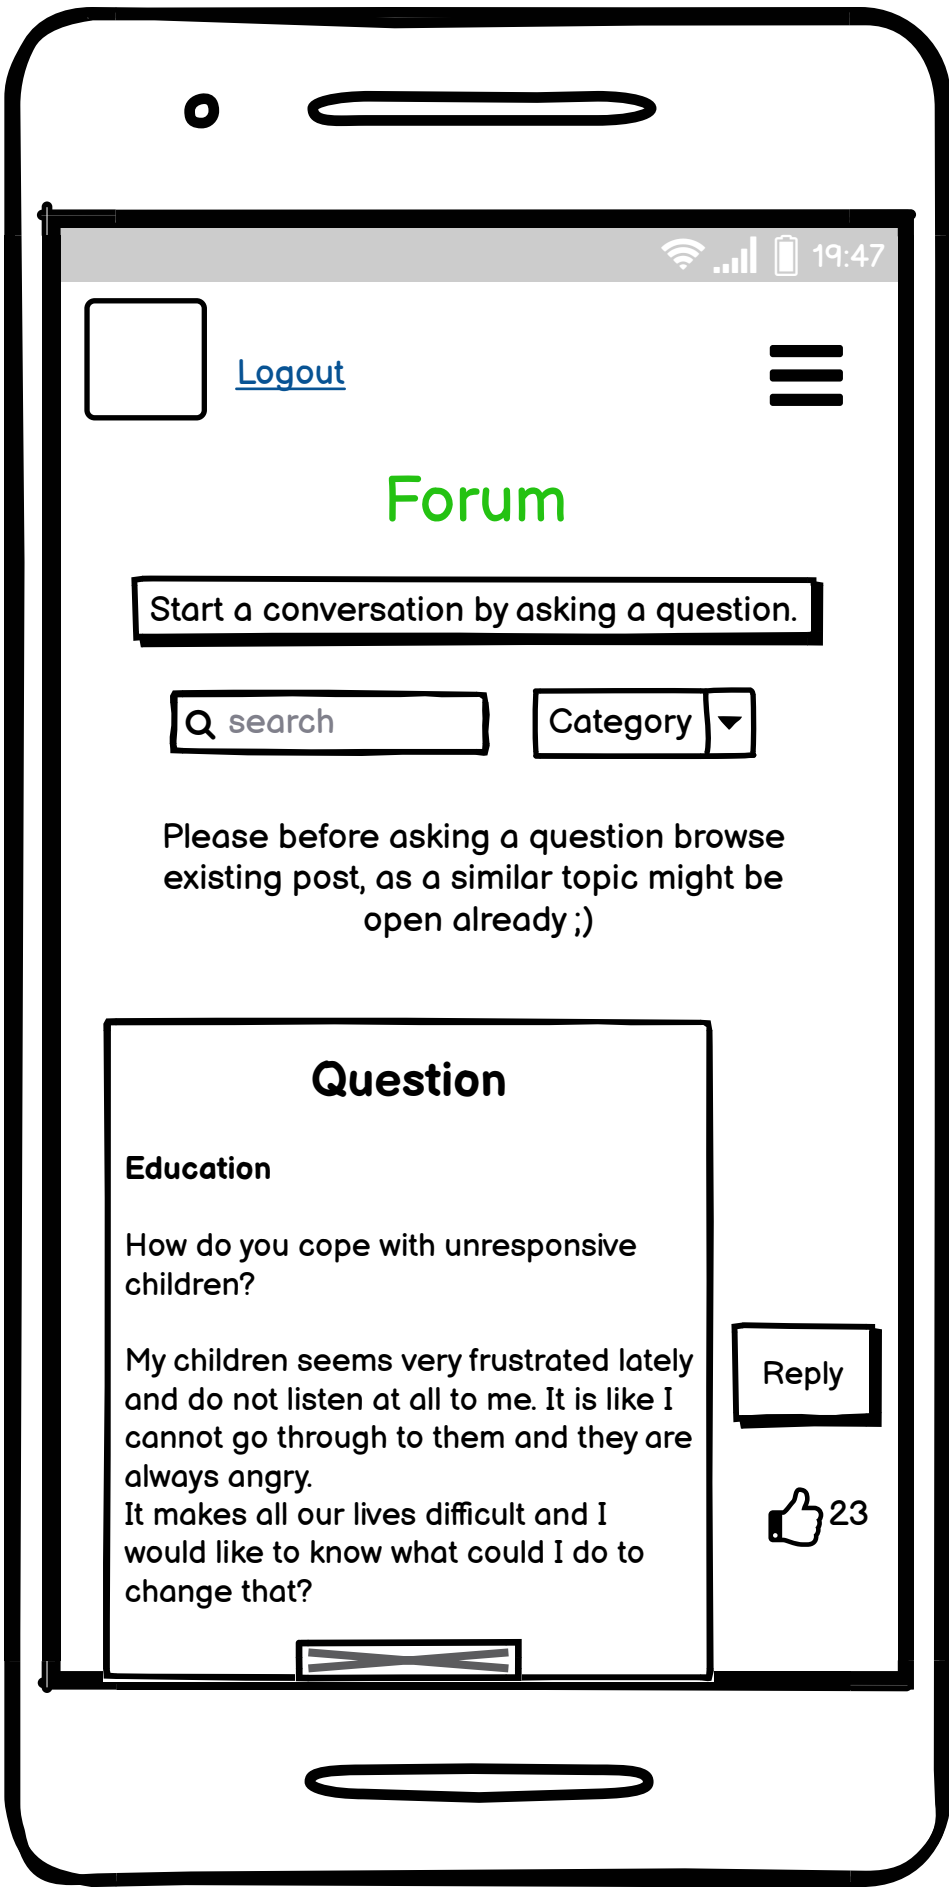 19:47
Logout
Forum
Start a conversation by asking a question.
search
Category
Please before asking a question browse
existing post, as a similar topic might be
open already ;)
Question
Education
How do you cope with unresponsive
children?
My children seems very frustrated lately
and do not listen at all to me. It is like I
cannot go through to them and they are
always angry.
It makes all our lives difficult and I
would like to know what could I do to
change that?
Reply
23